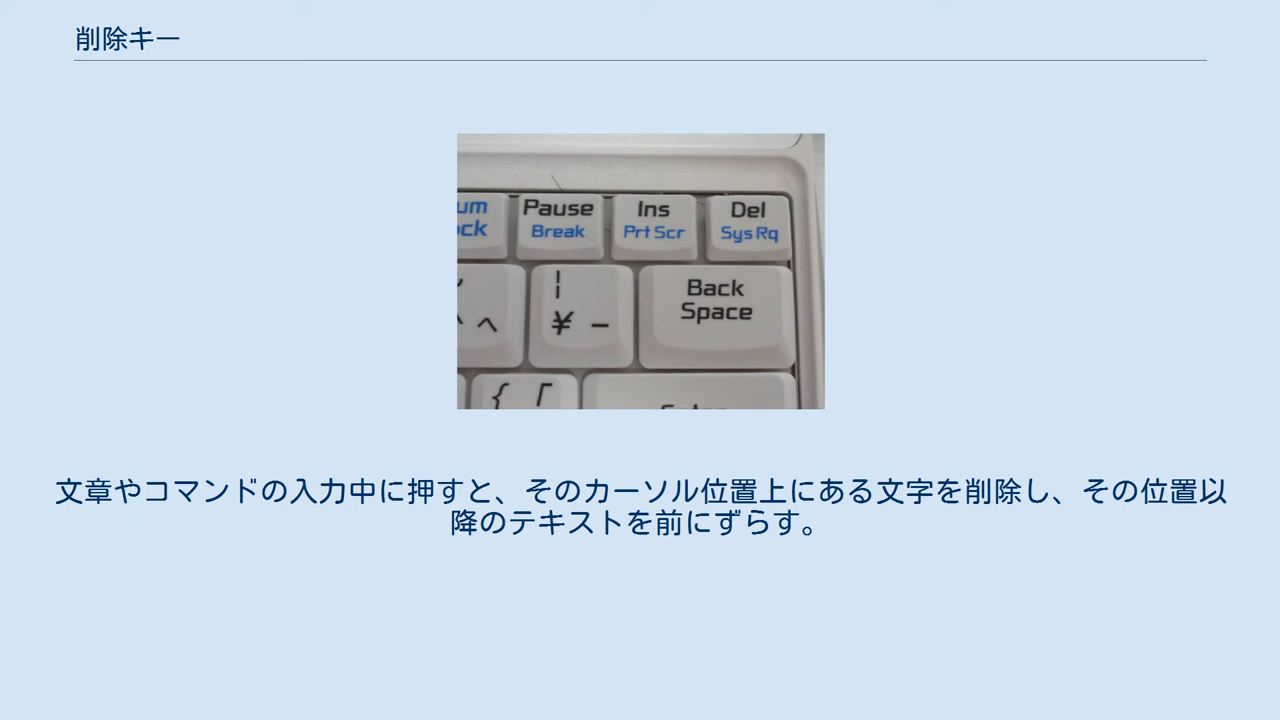 削除キー
Pause Ins Del
Break Prt Scr Sys Rq
Back
¥ - Space
{ 「
文章やコマンドの入力中に押すと、そのカーソル位置上にある文字を削除し、その位置以
降のテキストを前にずらす。